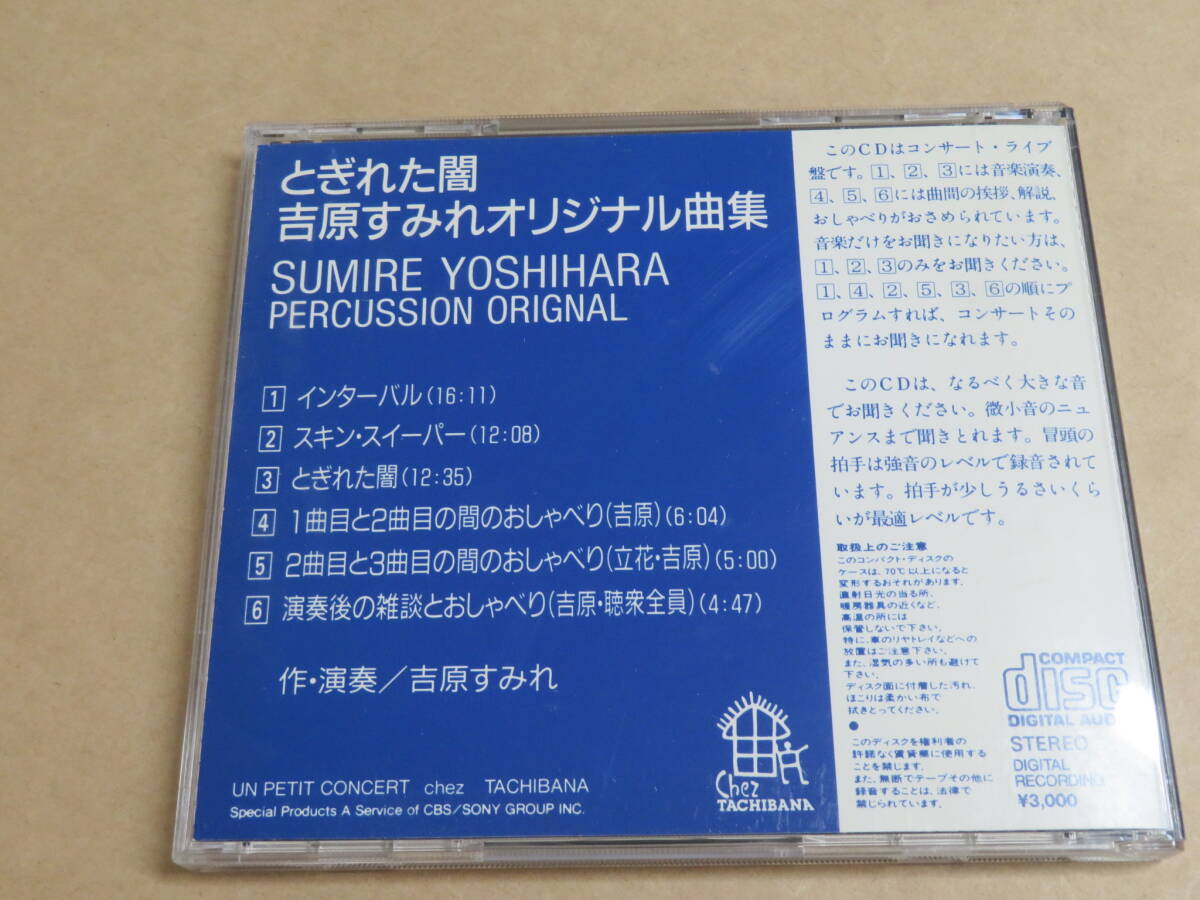 とぎれた闇
吉原すみれオリジナル曲集
SUMIRE YOSHIHARA
PERCUSSION ORIGNAL
1 インターバル(16:11)
2 スキン・スイーパー(12:08)
3 とぎれた闇(12:35)
4 1曲目と2曲目の間のおしゃべり(吉原)(6:04)
5 2曲目と3曲目の間のおしゃべり(立花・吉原)(5:00)
6 演奏後の雑談とおしゃべり(吉原・聴衆全員)(4:47)
作・演奏/吉原すみれ
UN PETIT CONCERT chez TACHIBANA
Special Products A Service of CBS/SONY GROUP INC.
Chez
TACHIBANA
このCDはコンサート・ライブ
盤です。1、2、3には音楽演奏、
4、5、6には曲間の挨拶、解説、
おしゃべりがおさめられています。
音楽だけをお聞きになりたい方は、
1、2、3のみをお聞きください。
1、4、2、5、3、6の順にプ
ログラムすれば、コンサートその
ままにお聞きになれます。
このCDは、なるべく大きな音
でお聞きください。微小音のニュ
アンスまで聞きとれます。冒頭の
拍手は強音のレベルで録音されて
います。拍手が少しうるさいくら
いが最適レベルです。
取扱上のご注意
このコンパクト・ディスクの
ケースは、70℃以上になると
変形するおそれがあります。
直射日光の当る所、
暖房器具の近くなど、
高温の所には
保管しないで下さい。
特に、車のリヤトレイなどへの
放置はご注意下さい。
また、湿気の多い所も避けて
下さい。
ディスク面に付着した汚れ、
ほこりは柔かい布で
拭きとってください。
●
このディスクを権利者の
許諾なく賃貸業に使用する
ことを禁じます。
また、無断でテープその他に
録音することは、法律で
禁じられています。
COMPACT
disc
DIGITAL AUDIO
STEREO
DIGITAL
RECORDING
¥3,000